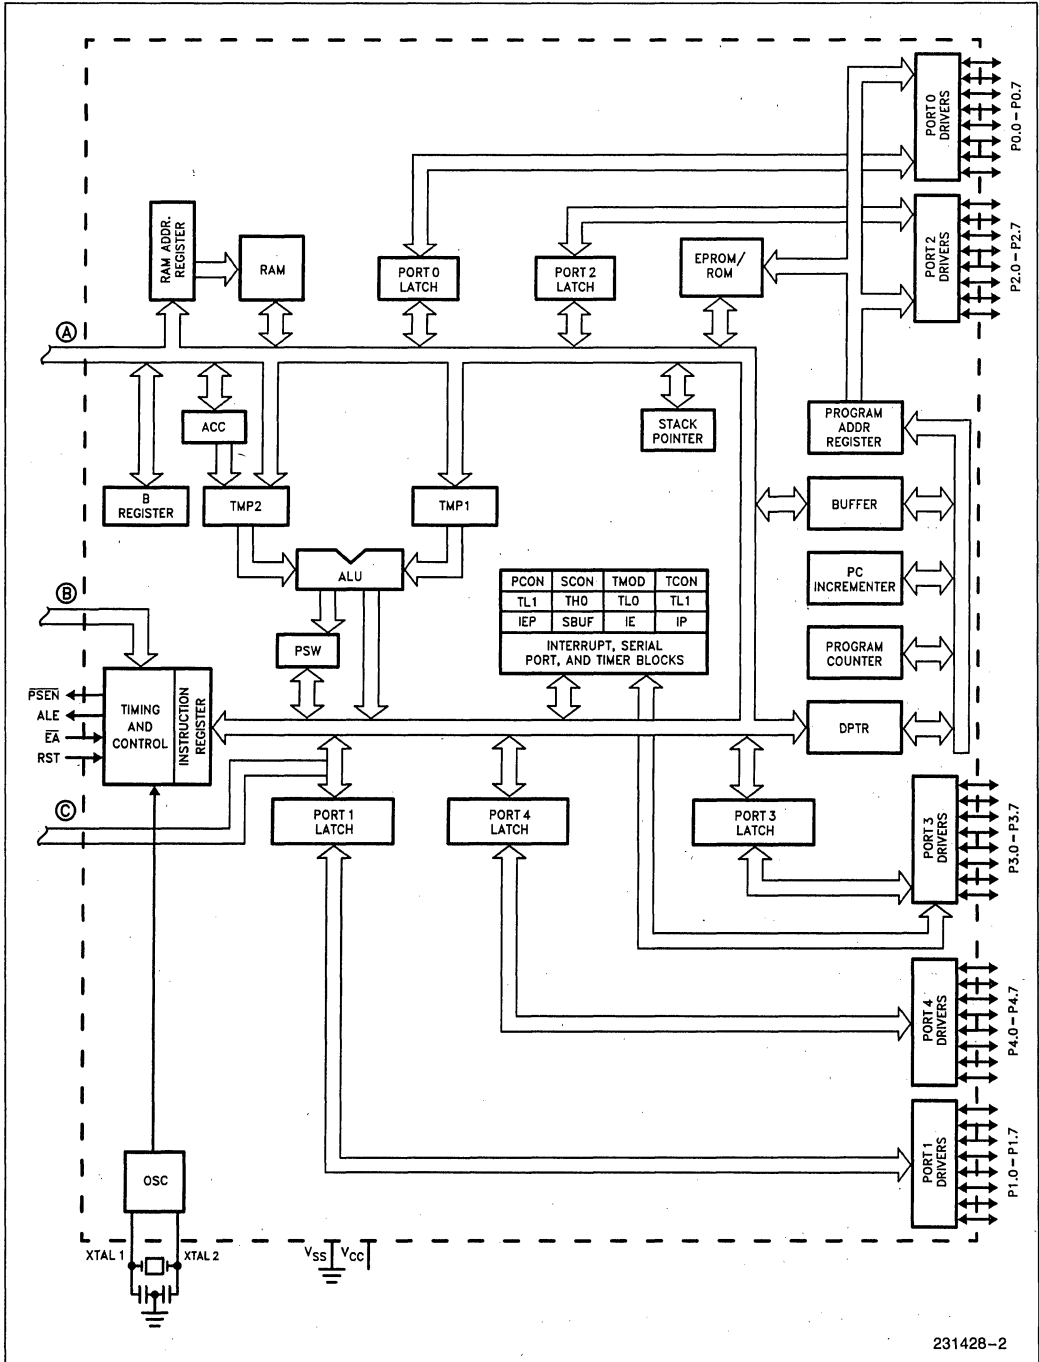 PORT 0
DRIVERS
P0.0–P0.7
RAM ADDR.
REGISTER
RAM
PORT 0
LATCH
PORT 2
LATCH
EPROM/
ROM
PORT 2
DRIVERS
P2.0–P2.7
A
ACC
STACK
POINTER
PROGRAM
ADDR
REGISTER
B
REGISTER
TMP2
TMP1
BUFFER
ALU
PCON SCON TMOD TCON
TL1 TH0 TL0 TL1
IEP SBUF IE IP
INTERRUPT, SERIAL
PORT, AND TIMER BLOCKS
PC
INCREMENTER
B
PSW
PROGRAM
COUNTER
PSEN
ALE
EA
RST
TIMING
AND
CONTROL
INSTRUCTION
REGISTER
DPTR
C
PORT 1
LATCH
PORT 4
LATCH
PORT 3
LATCH
PORT 3
DRIVERS
P3.0–P3.7
PORT 4
DRIVERS
P4.0–P4.7
PORT 1
DRIVERS
P1.0–P1.7
OSC
XTAL 1
XTAL 2
VSS
VCC
231428–2